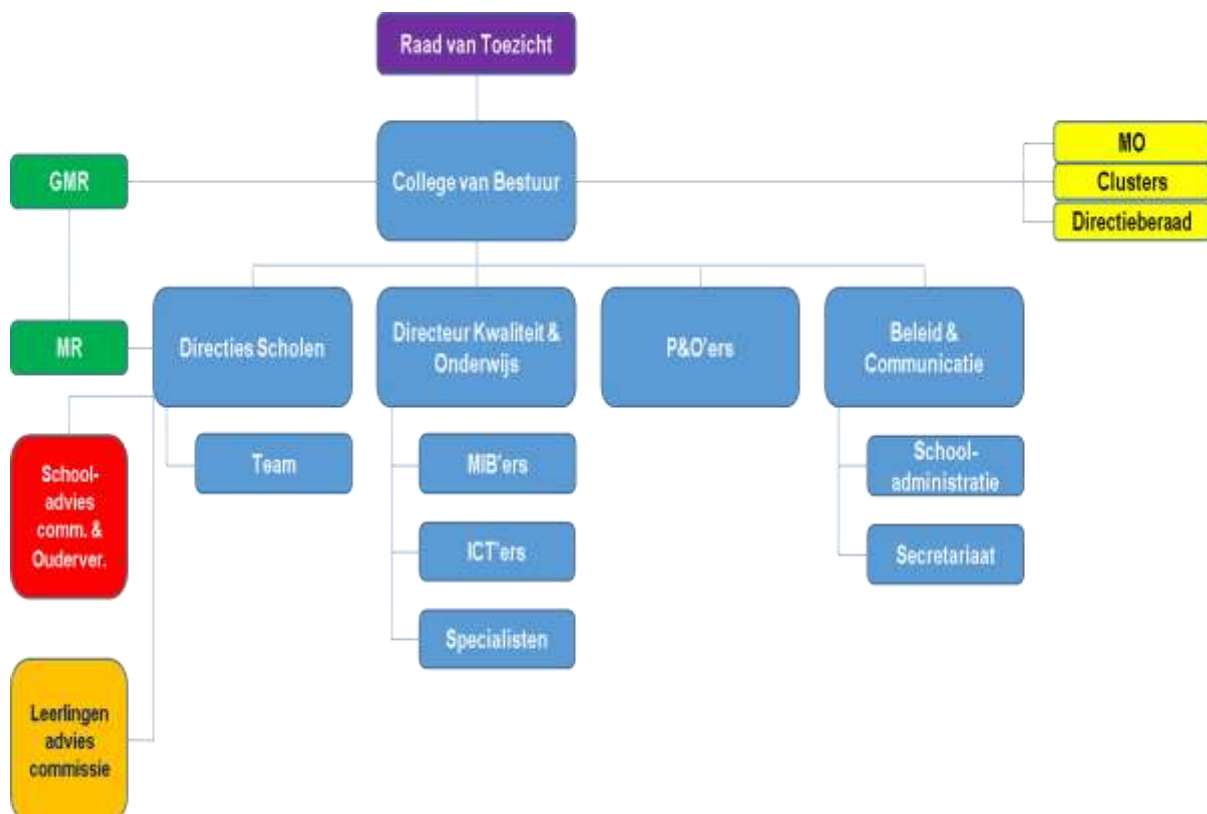 Raad van Toezicht
College van Bestuur
GMR
MO
Clusters
Directieberaad
MR
Directies Scholen
Directeur Kwaliteit &
Onderwijs
P&O'ers
Beleid &
Communicatie
Team
MIB'ers
School-
administratie
School-
advies
comm. &
Ouderver.
ICT'ers
Secretariaat
Specialisten
Leerlingen
advies
commissie